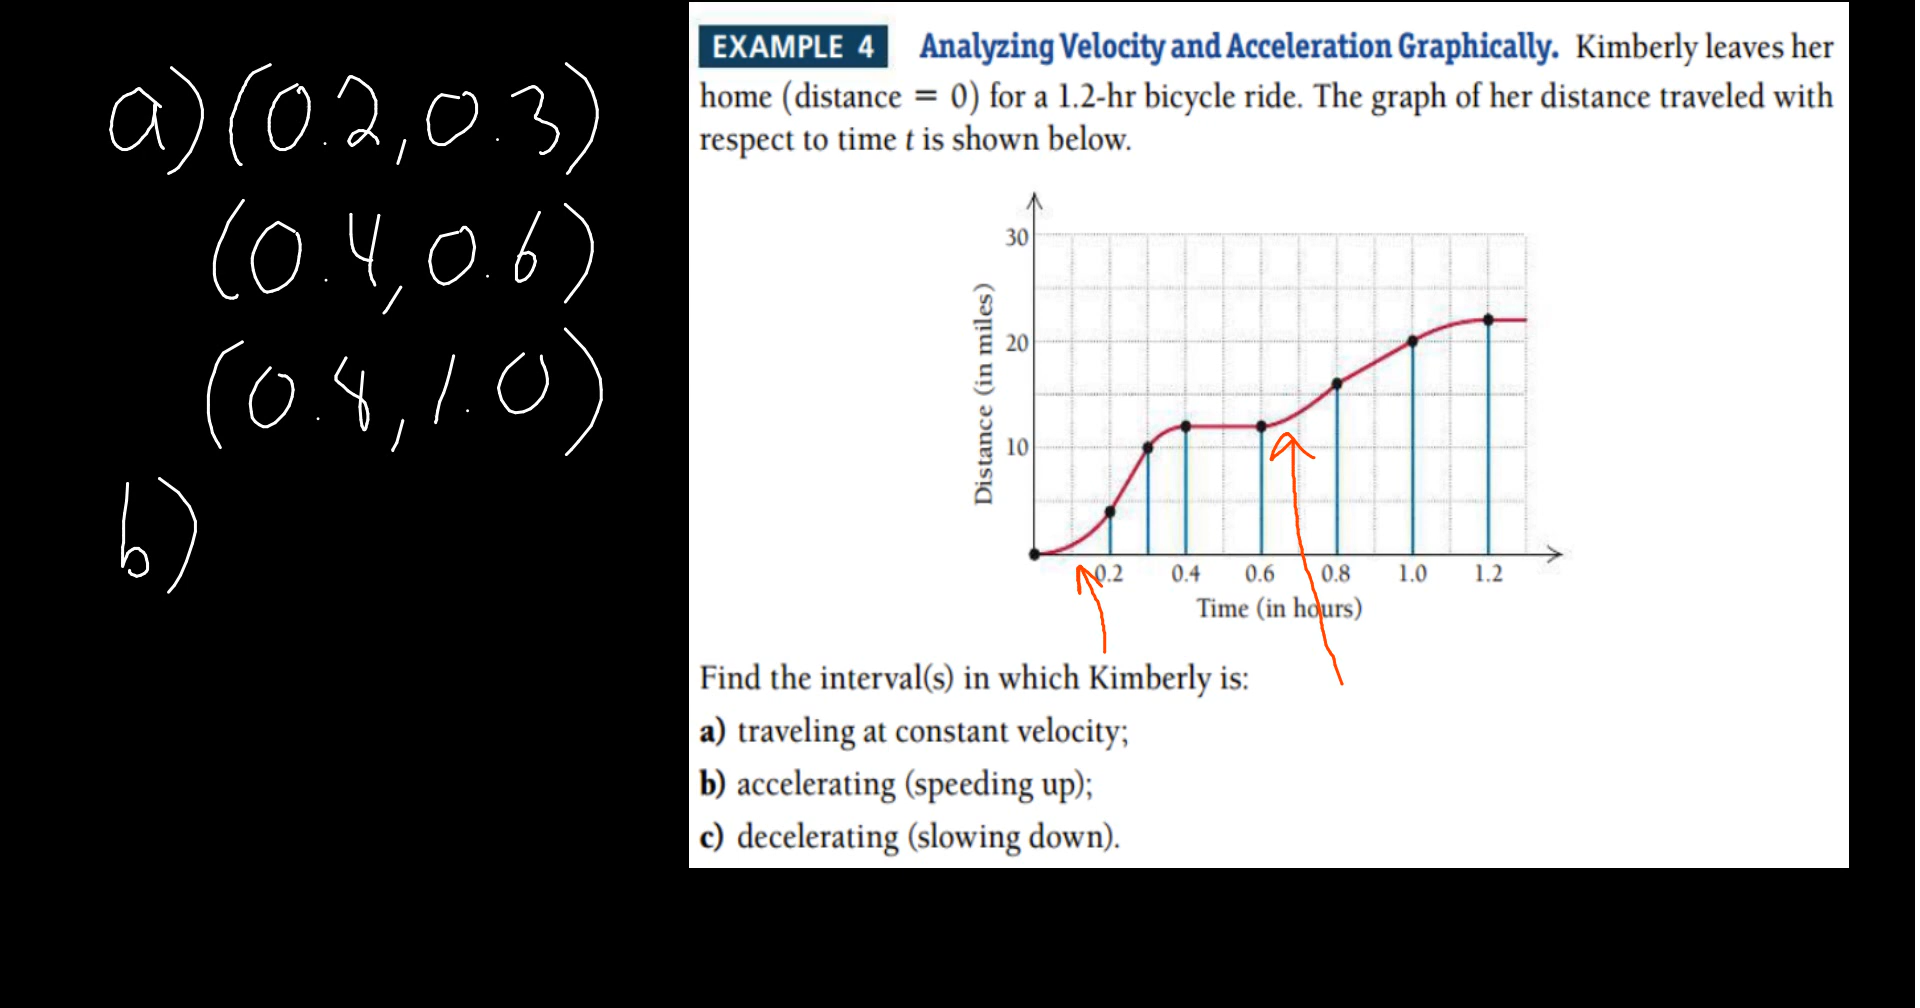 a) (0.2, 0.3)
(0.4, 0.6)
(0.8, 1.0)
b)
EXAMPLE 4 Analyzing Velocity and Acceleration Graphically. Kimberly leaves her
home (distance = 0) for a 1.2-hr bicycle ride. The graph of her distance traveled with
respect to time t is shown below.
30
20
10
Distance (in miles)
0.2 0.4 0.6 0.8 1.0 1.2
Time (in hours)
Find the interval(s) in which Kimberly is:
a) traveling at constant velocity;
b) accelerating (speeding up);
c) decelerating (slowing down).